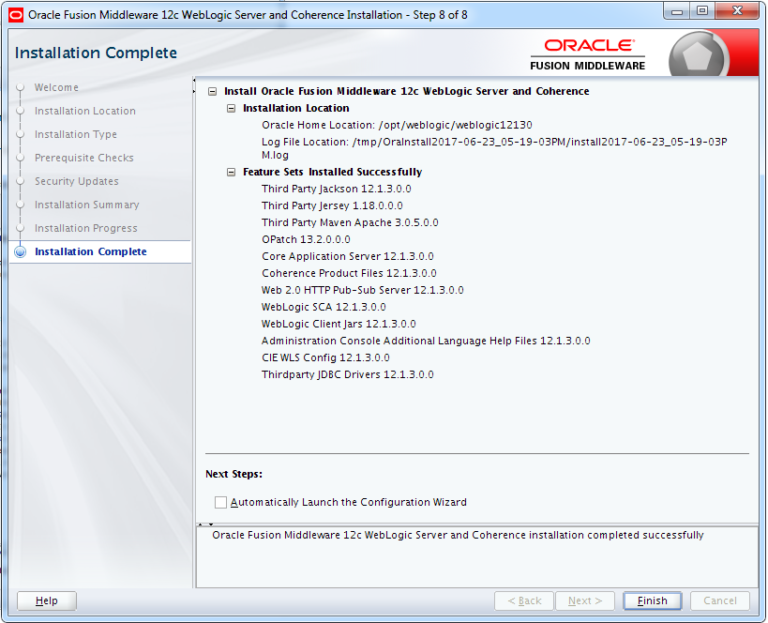 Oracle Fusion Middleware 12c WebLogic Server and Coherence Installation - Step 8 of 8
Installation Complete
ORACLE
FUSION MIDDLEWARE
Welcome
Installation Location
Installation Type
Prerequisite Checks
Security Updates
Installation Summary
Installation Progress
Installation Complete
Install Oracle Fusion Middleware 12c WebLogic Server and Coherence
Installation Location
Oracle Home Location: /opt/weblogic/weblogic12130
Log File Location: /tmp/OraInstall2017-06-23_05-19-03PM/install2017-06-23_05-19-03P
M.log
Feature Sets Installed Successfully
Third Party Jackson 12.1.3.0.0
Third Party Jersey 1.18.0.0.0
Third Party Maven Apache 3.0.5.0.0
OPatch 13.2.0.0.0
Core Application Server 12.1.3.0.0
Coherence Product Files 12.1.3.0.0
Web 2.0 HTTP Pub-Sub Server 12.1.3.0.0
WebLogic SCA 12.1.3.0.0
WebLogic Client Jars 12.1.3.0.0
Administration Console Additional Language Help Files 12.1.3.0.0
CIE WLS Config 12.1.3.0.0
Thirdparty JDBC Drivers 12.1.3.0.0
Next Steps:
Automatically Launch the Configuration Wizard
Oracle Fusion Middleware 12c WebLogic Server and Coherence installation completed successfully
Help
< Back
Next >
Finish
Cancel